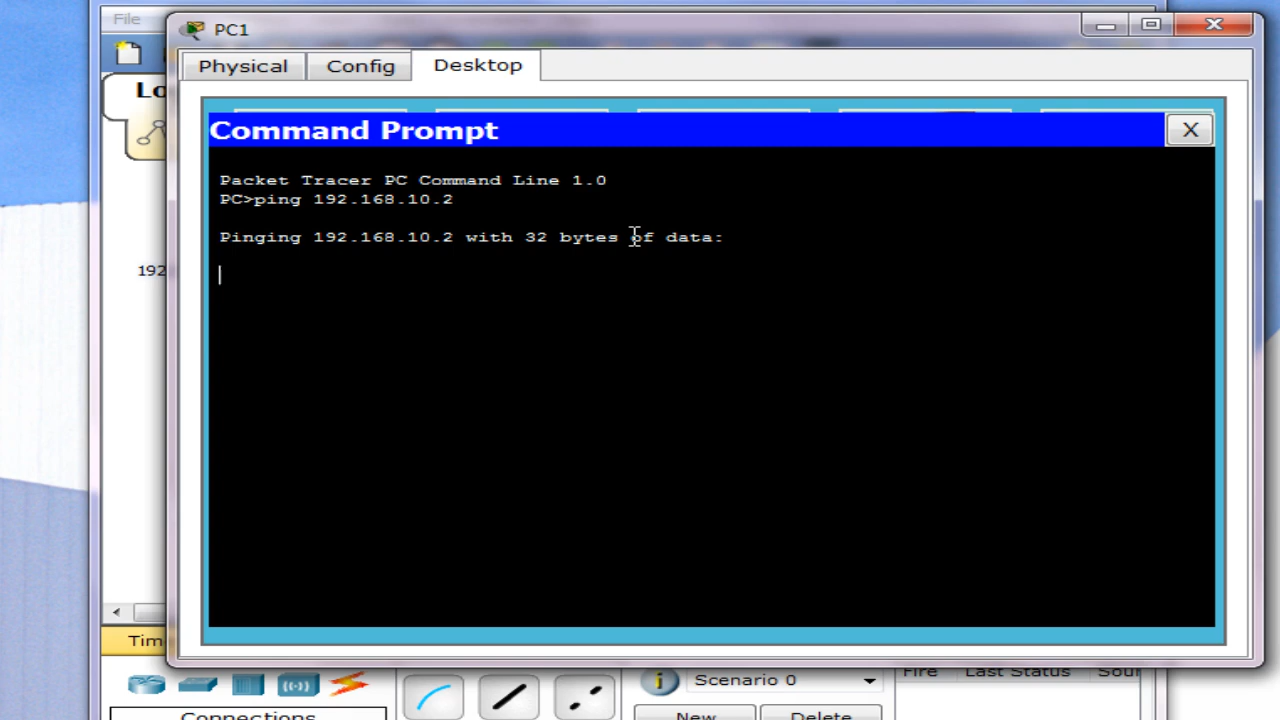 File
PC1
Physical
Config
Desktop
Command Prompt
X
Packet Tracer PC Command Line 1.0
PC>ping 192.168.10.2
Pinging 192.168.10.2 with 32 bytes of data:
192
Scenario 0
Fire
Last Status
Connections
New
Delete